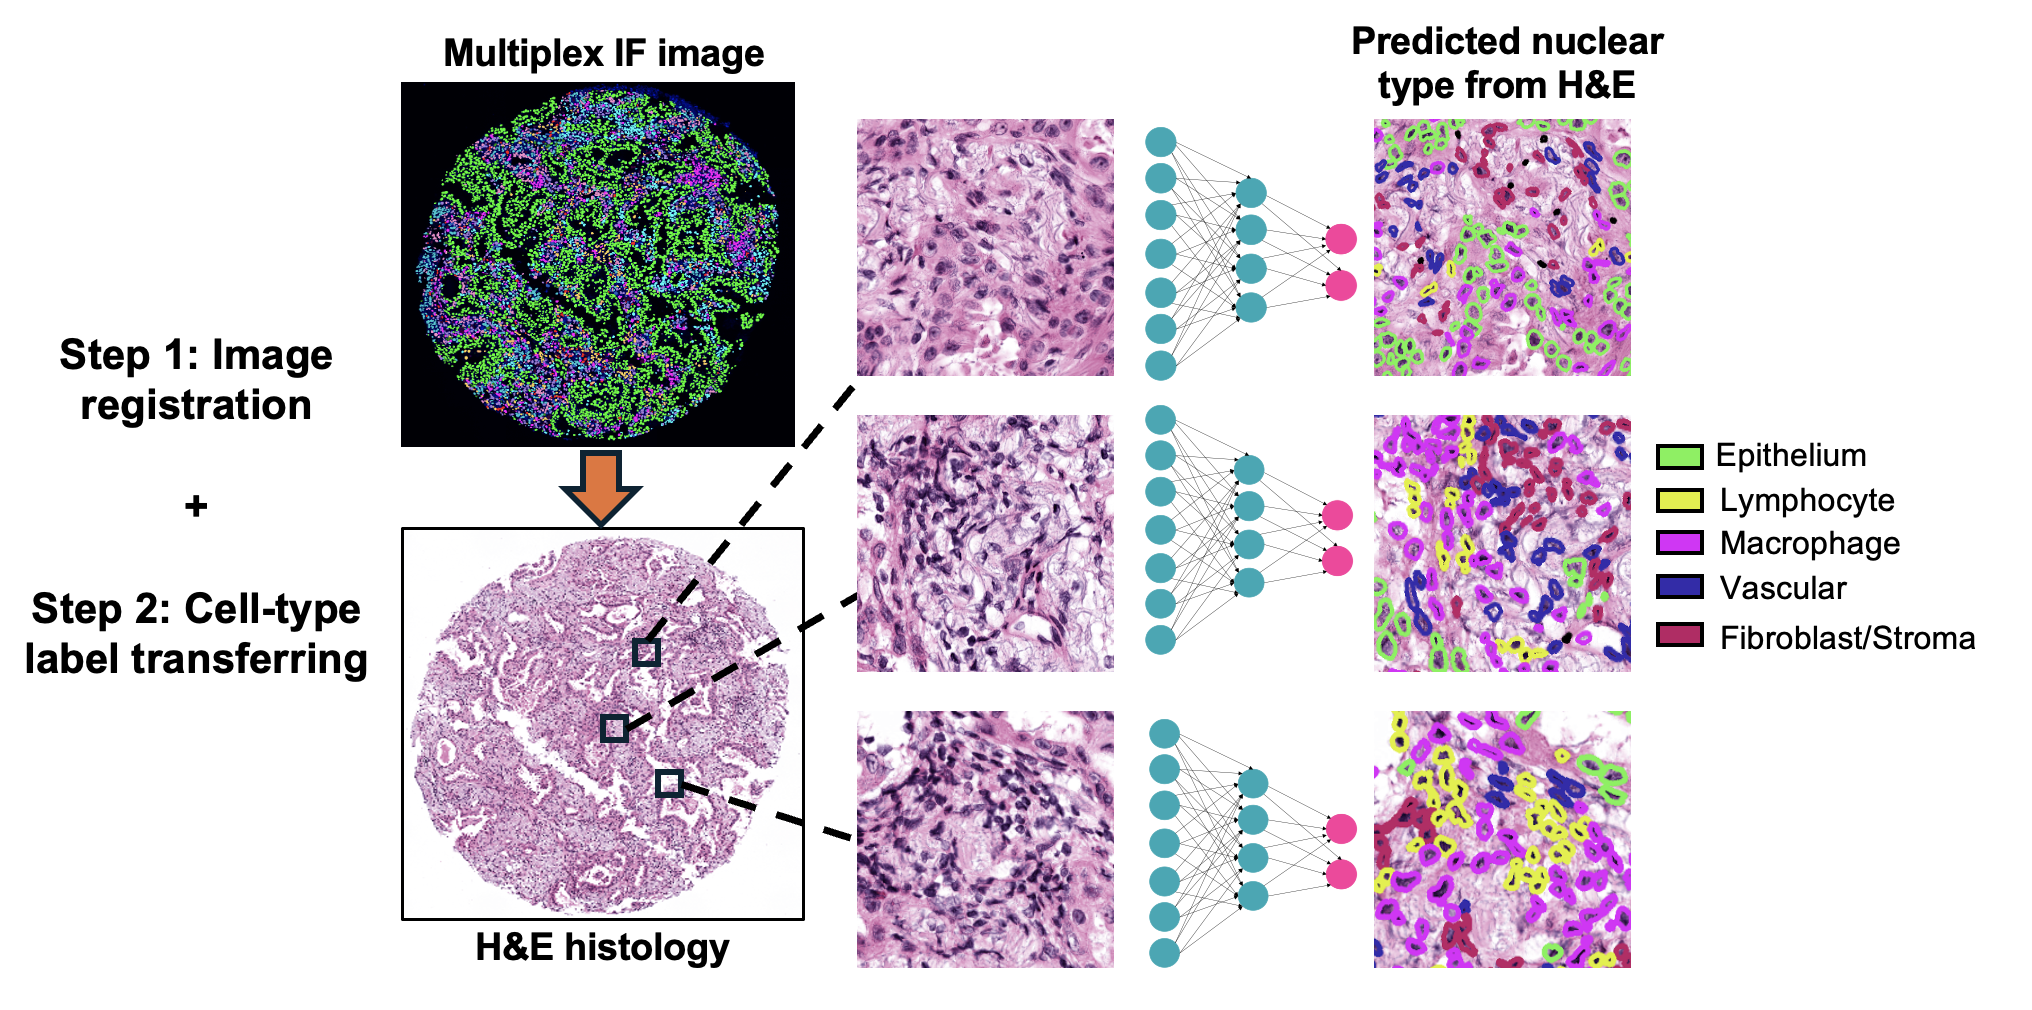 Multiplex IF image
Predicted nuclear
type from H&E
Step 1: Image
registration
+
Step 2: Cell-type
label transferring
H&E histology
Epithelium
Lymphocyte
Macrophage
Vascular
Fibroblast/Stroma